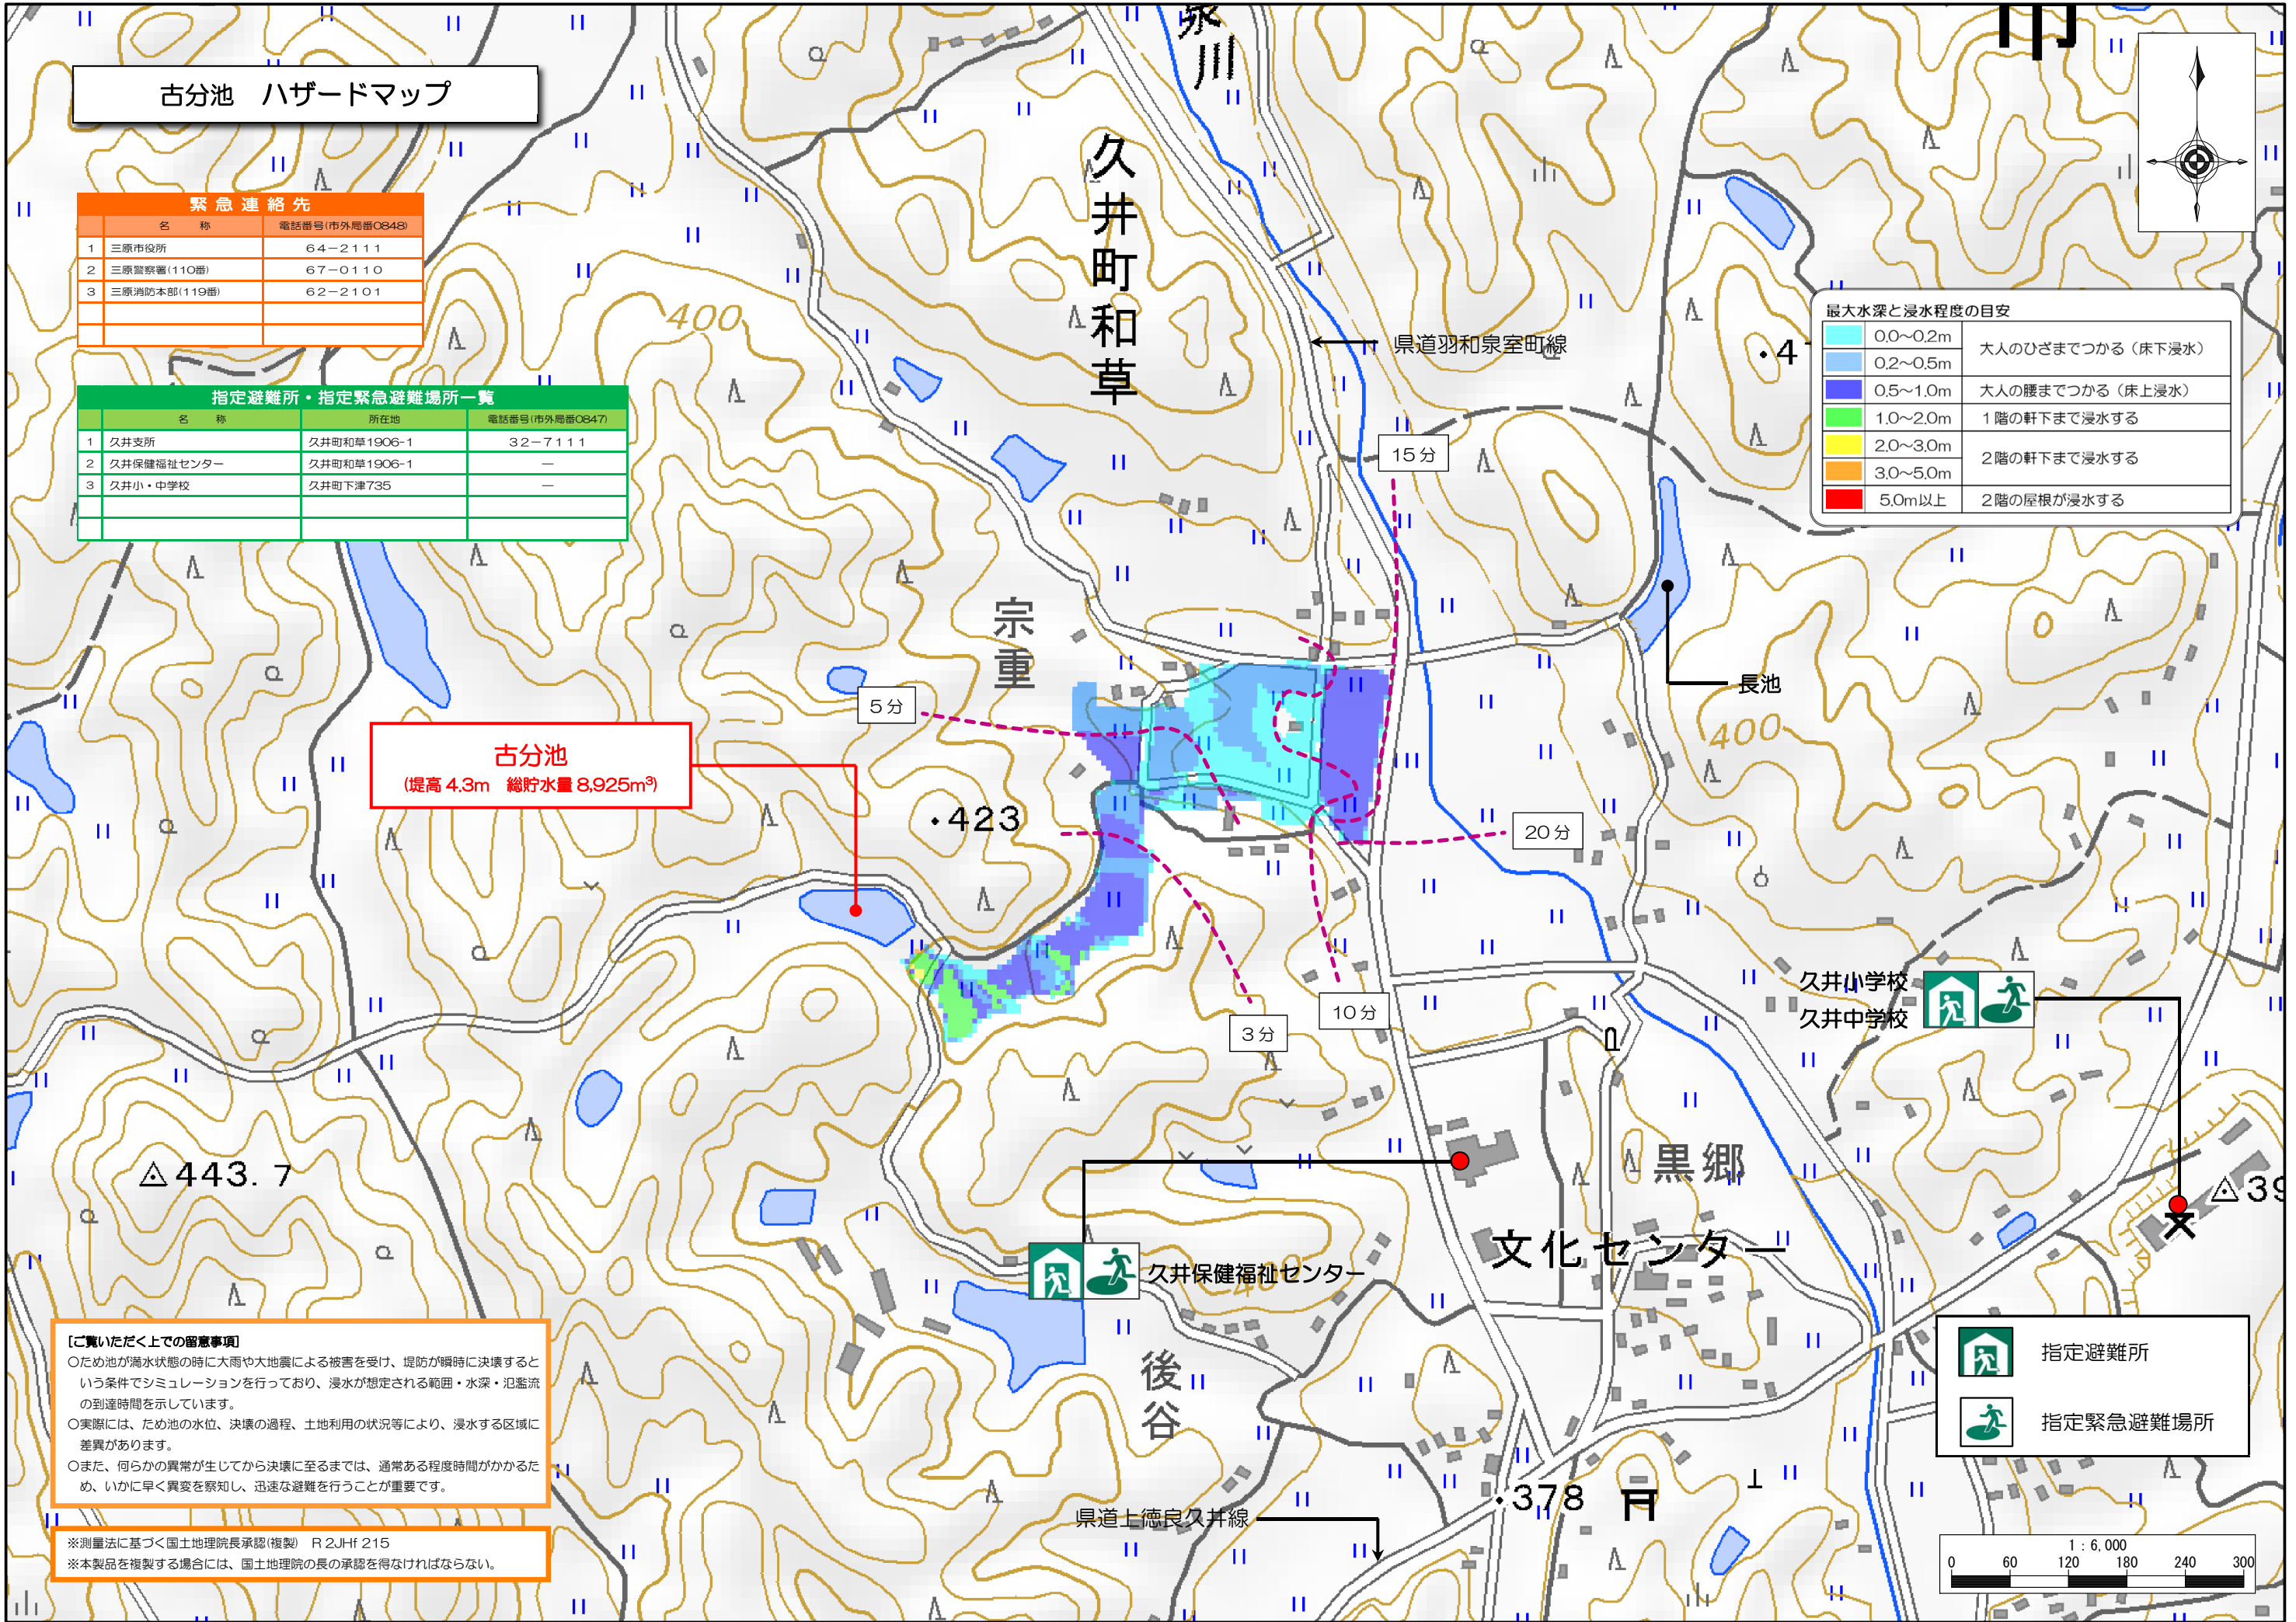 古分池　ハザードマップ
緊急連絡先
名　称　電話番号(市外局番0848)
1　三原市役所　64－2111
2　三原警察署(110番)　67－0110
3　三原消防本部(119番)　62－2101
指定避難所・指定緊急避難場所一覧
名　称　所在地　電話番号(市外局番0847)
1　久井支所　久井町和草1906-1　32－7111
2　久井保健福祉センター　久井町和草1906-1　―
3　久井小・中学校　久井町下津735　―
最大水深と浸水程度の目安
0.0～0.2m　大人のひざまでつかる（床下浸水）
0.2～0.5m
0.5～1.0m　大人の腰までつかる（床上浸水）
1.0～2.0m　1階の軒下まで浸水する
2.0～3.0m　2階の軒下まで浸水する
3.0～5.0m
5.0m以上　2階の屋根が浸水する
泉川
市
久井町和草
400
県道羽和泉室町線
・4
15分
宗重
5分
長池
400
古分池
(堤高 4.3m　総貯水量 8,925m³)
・423
20分
10分
3分
久井小学校
久井中学校
443.7
黒郷
39
文化センター
久井保健福祉センター
400
後谷
県道上徳良久井線
・378
[ご覧いただく上での留意事項]
○ため池が満水状態の時に大雨や大地震による被害を受け、堤防が瞬時に決壊すると
いう条件でシミュレーションを行っており、浸水が想定される範囲・水深・氾濫流
の到達時間を示しています。
○実際には、ため池の水位、決壊の過程、土地利用の状況等により、浸水する区域に
差異があります。
○また、何らかの異常が生じてから決壊に至るまでは、通常ある程度時間がかかるた
め、いかに早く異変を察知し、迅速な避難を行うことが重要です。
※測量法に基づく国土地理院長承認(複製)　R 2JHf 215
※本製品を複製する場合には、国土地理院の長の承認を得なければならない。
指定避難所
指定緊急避難場所
1：6,000
0　60　120　180　240　300